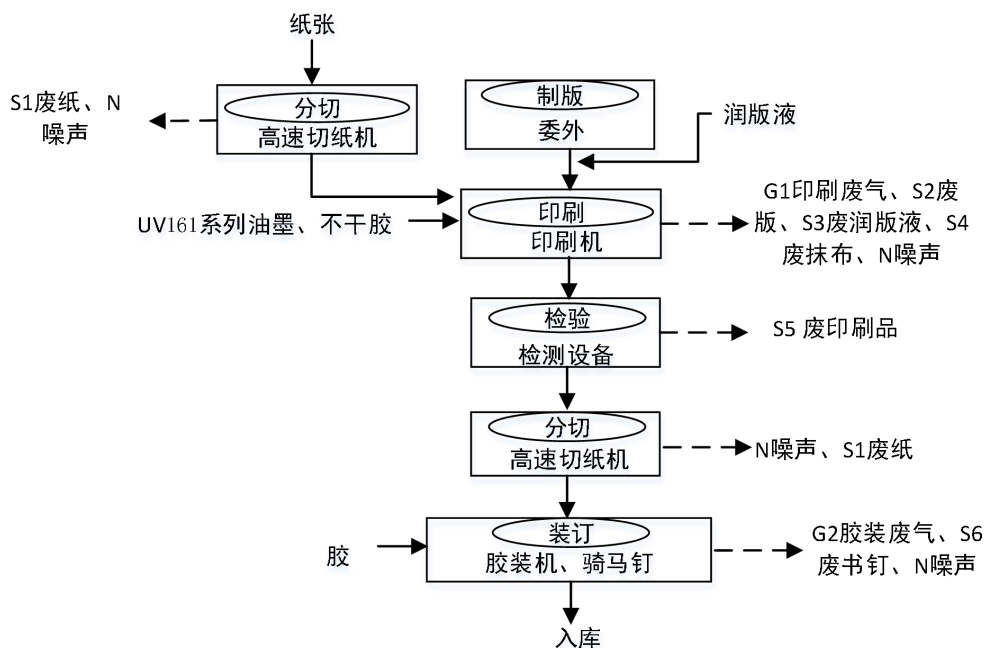 纸张
S1废纸、N
噪声
分切
高速切纸机
制版
委外
润版液
UV161系列油墨、不干胶
印刷
印刷机
G1印刷废气、S2废
版、S3废润版液、S4
废抹布、N噪声
检验
检测设备
S5 废印刷品
分切
高速切纸机
N噪声、S1废纸
胶
装订
胶装机、骑马钉
G2胶装废气、S6
废书钉、N噪声
入库